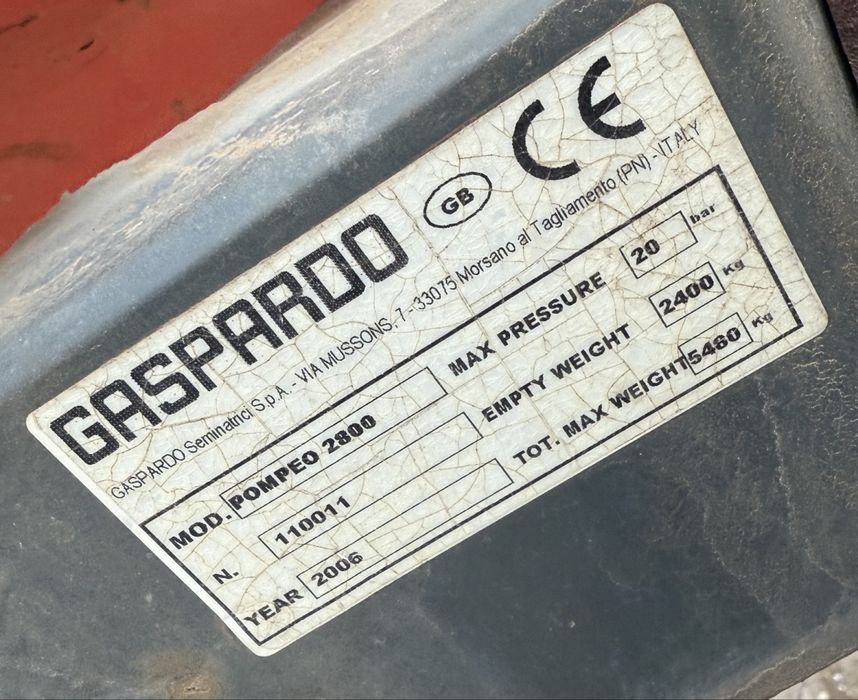 GASPARDO GB CE
GASPARDO Seminatrici S.p.A. - VIA MUSSONS, 7 - 33075 Morsano al Tagliamento (PN) - ITALY
MOD. POMPEO 2800 MAX PRESSURE 20 bar
N. 110011 EMPTY WEIGHT 2400 Kg
YEAR 2006 TOT. MAX WEIGHT 5480 Kg